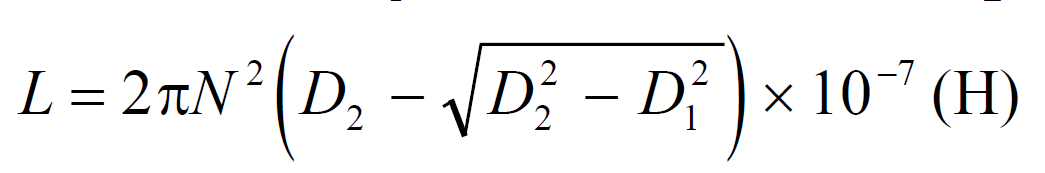 L = 2πN²(D₂ − √(D₂² − D₁²)) × 10⁻⁷ (H)